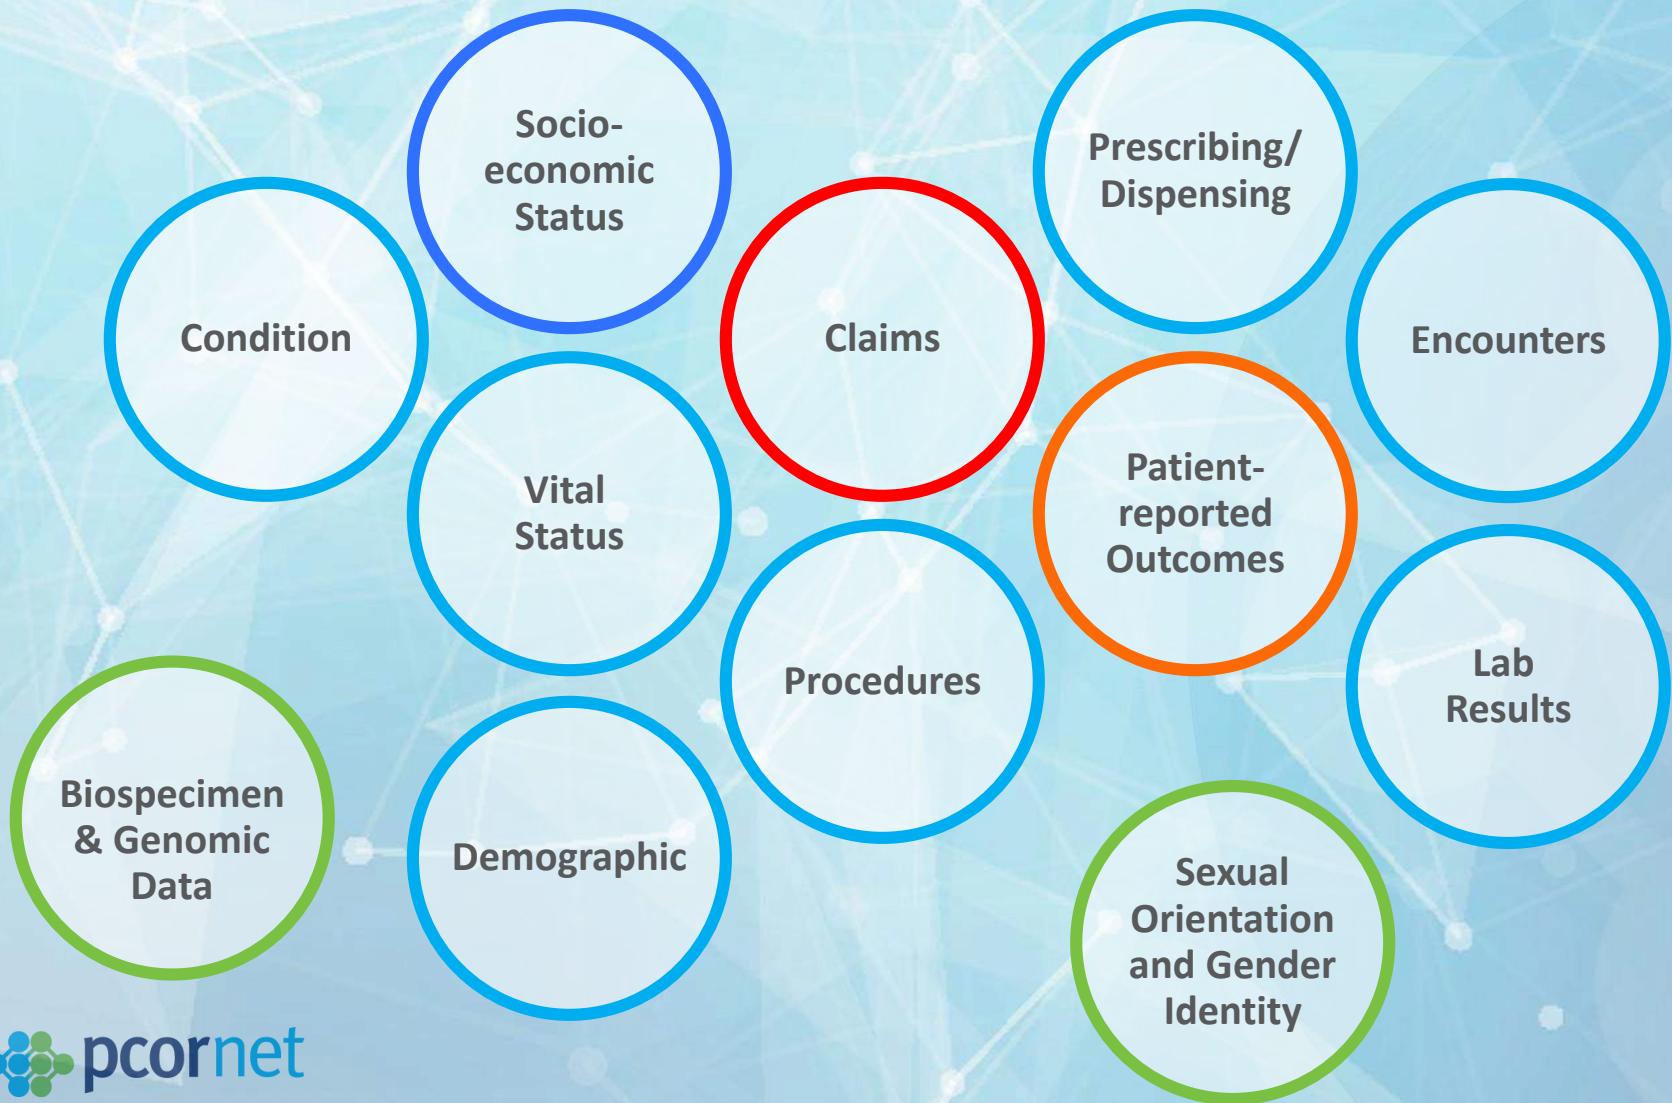 Socio-
economic
Status
Prescribing/
Dispensing
Condition
Claims
Encounters
Vital
Status
Patient-
reported
Outcomes
Procedures
Lab
Results
Biospecimen
& Genomic
Data
Demographic
Sexual
Orientation
and Gender
Identity
pcornet